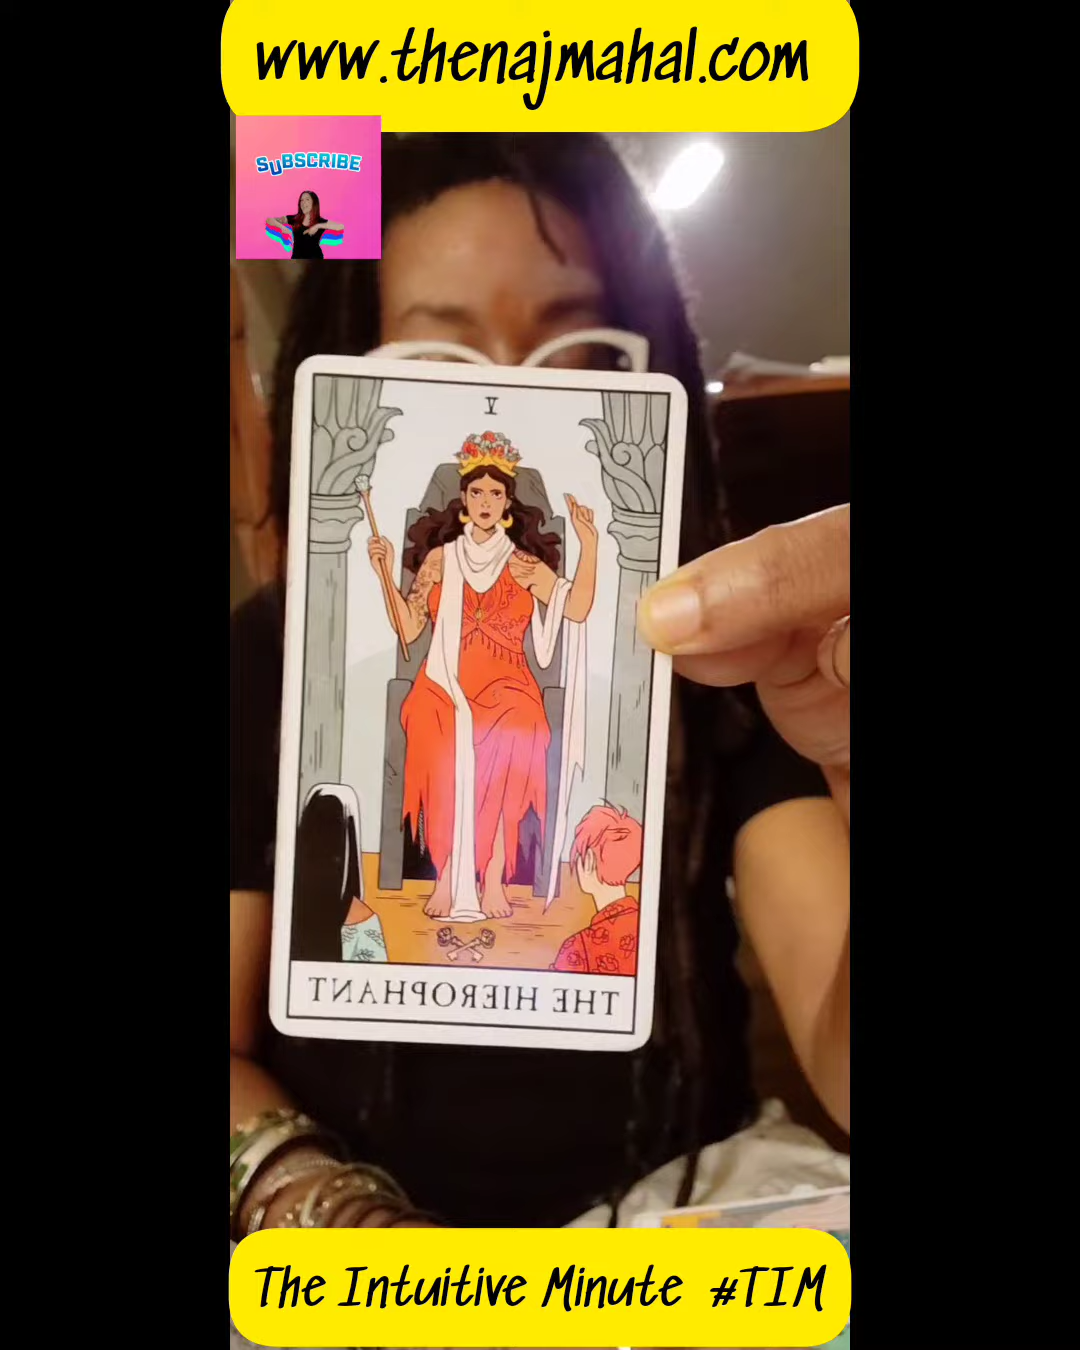 www.thenajmahal.com
SUBSCRIBE
V
THE HIEROPHANT
The Intuitive Minute #TIM